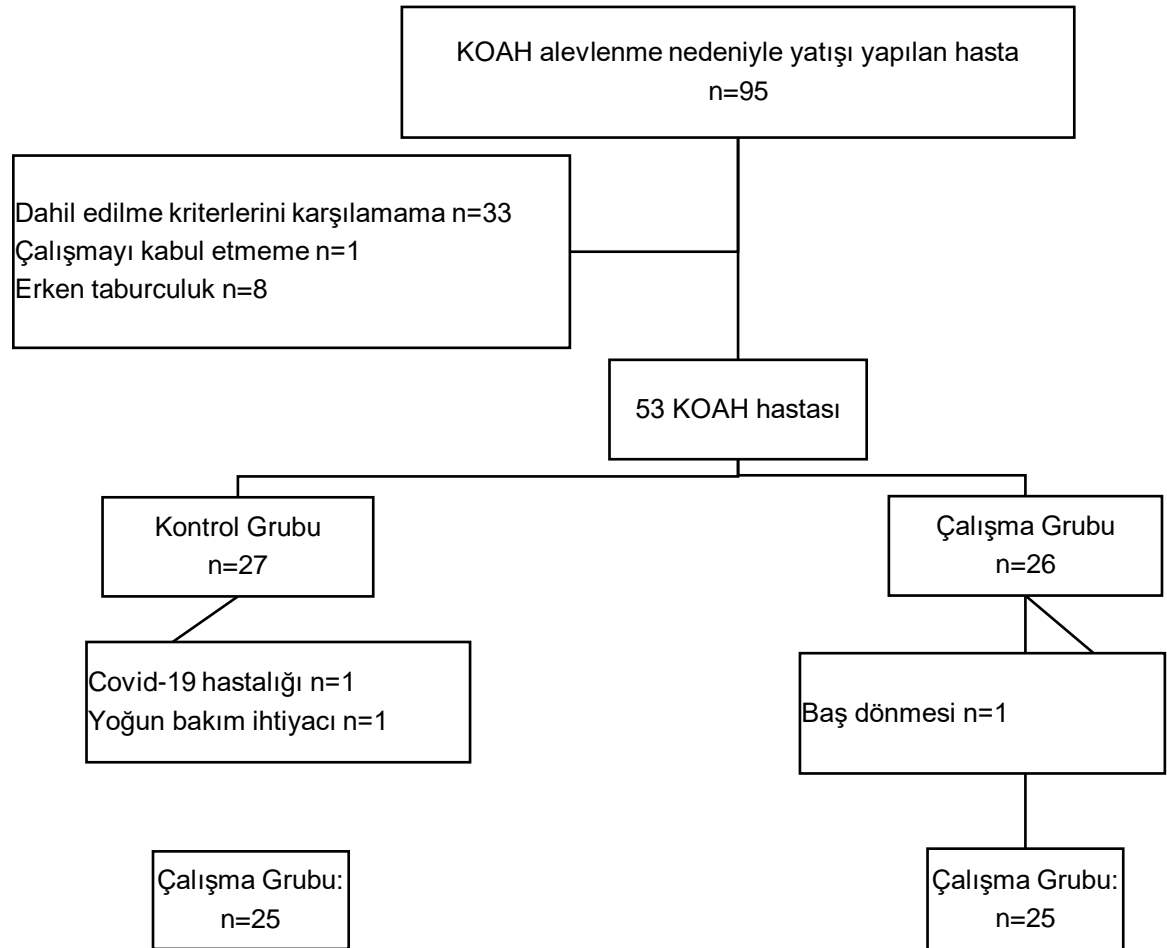 KOAH alevlenme nedeniyle yatışı yapılan hasta
n=95
Dahil edilme kriterlerini karşılamama n=33
Çalışmayı kabul etmeme n=1
Erken taburculuk n=8
53 KOAH hastası
Kontrol Grubu
n=27
Çalışma Grubu
n=26
Covid-19 hastalığı n=1
Yoğun bakım ihtiyacı n=1
Baş dönmesi n=1
Çalışma Grubu:
n=25
Çalışma Grubu:
n=25